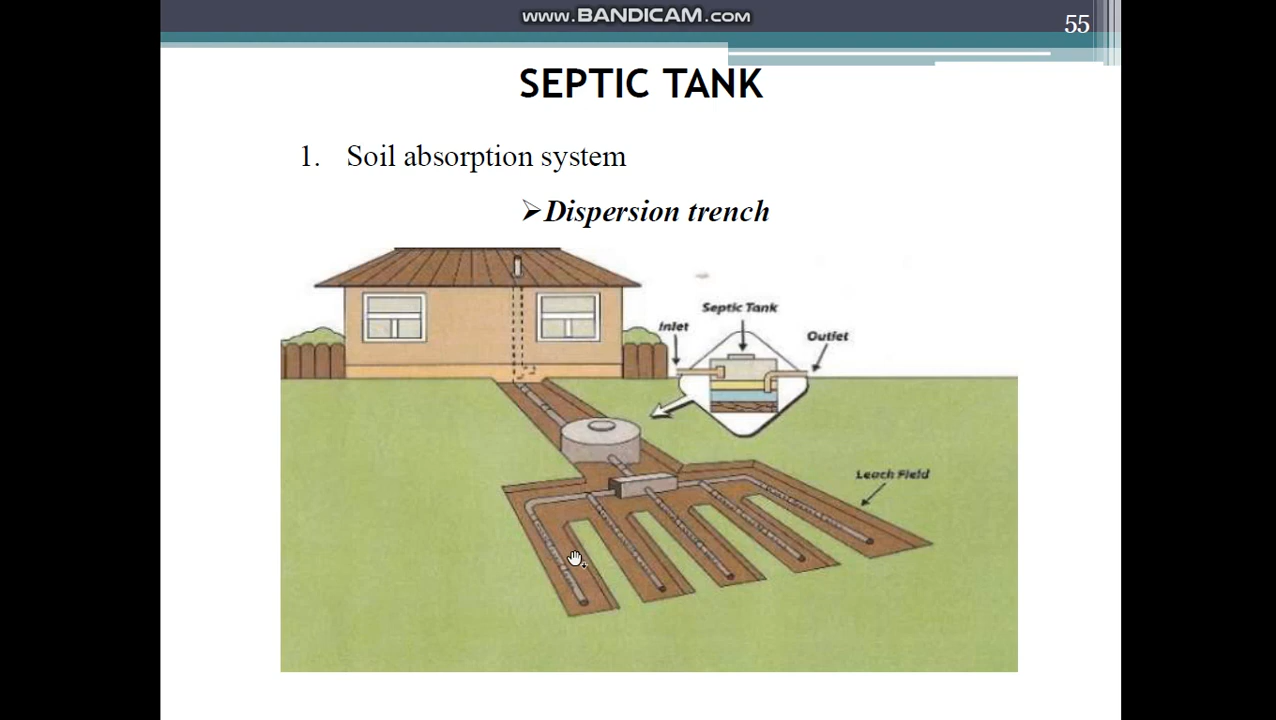 WWW.BANDICAM.COM
55
SEPTIC TANK
1. Soil absorption system
➢Dispersion trench
Septic Tank
Inlet
Outlet
Leach Field